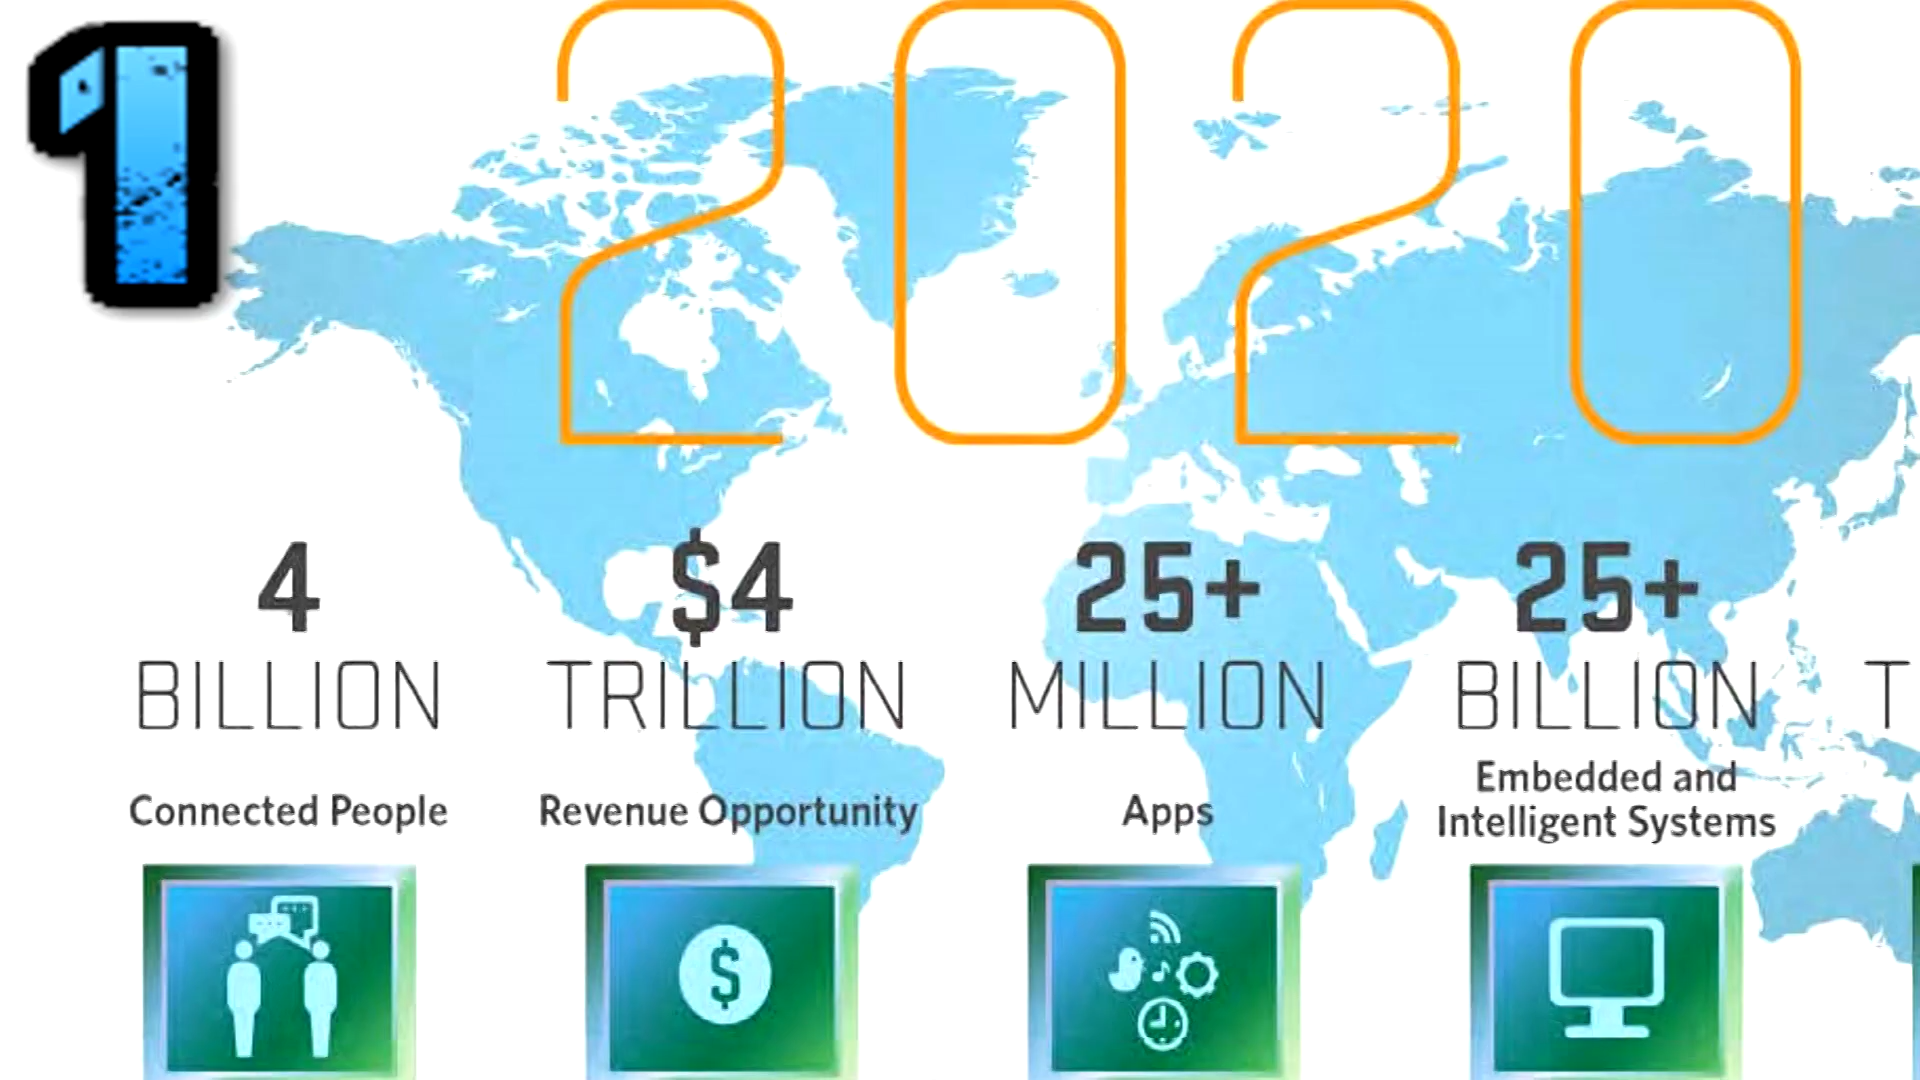 1
2020
4
BILLION
Connected People
$4
TRILLION
Revenue Opportunity
25+
MILLION
Apps
25+
BILLION
Embedded and
Intelligent Systems
T
$